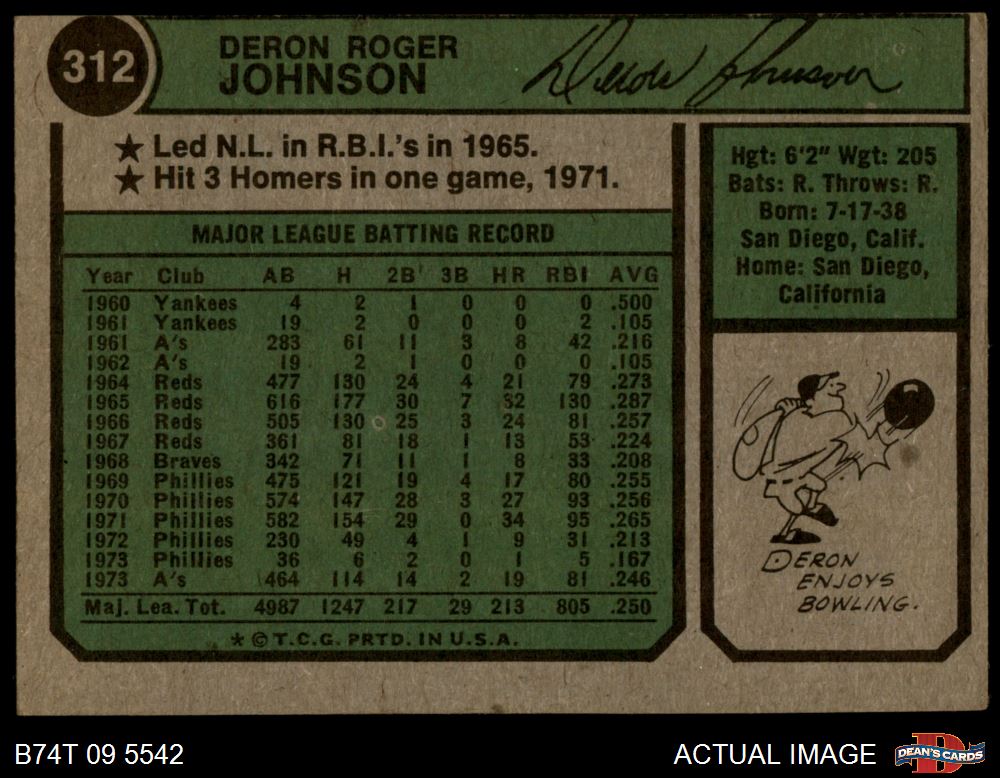 312
DERON ROGER
JOHNSON
Deron Johnson
★ Led N.L. in R.B.I.'s in 1965.
★ Hit 3 Homers in one game, 1971.
MAJOR LEAGUE BATTING RECORD
Year Club AB H 2B 3B HR RBI AVG
1960 Yankees 4 2 1 0 0 0 .500
1961 Yankees 19 2 0 0 0 2 .105
1961 A's 283 61 11 3 8 42 .216
1962 A's 19 2 1 0 0 0 .105
1964 Reds 477 130 24 4 21 79 .273
1965 Reds 616 177 30 7 32 130 .287
1966 Reds 505 130 25 3 24 81 .257
1967 Reds 361 81 18 1 13 53 .224
1968 Braves 342 71 11 1 8 33 .208
1969 Phillies 475 121 19 4 17 80 .255
1970 Phillies 574 147 28 3 27 93 .256
1971 Phillies 582 154 29 0 34 95 .265
1972 Phillies 230 49 4 1 9 31 .213
1973 Phillies 36 6 2 0 1 5 .167
1973 A's 464 114 14 2 19 81 .246
Maj. Lea. Tot. 4987 1247 217 29 213 805 .250
★ © T.C.G. PRTD. IN U.S.A.
Hgt: 6'2" Wgt: 205
Bats: R. Throws: R.
Born: 7-17-38
San Diego, Calif.
Home: San Diego,
California
DERON
ENJOYS
BOWLING.
B74T 09 5542
ACTUAL IMAGE
DEAN'S CARDS